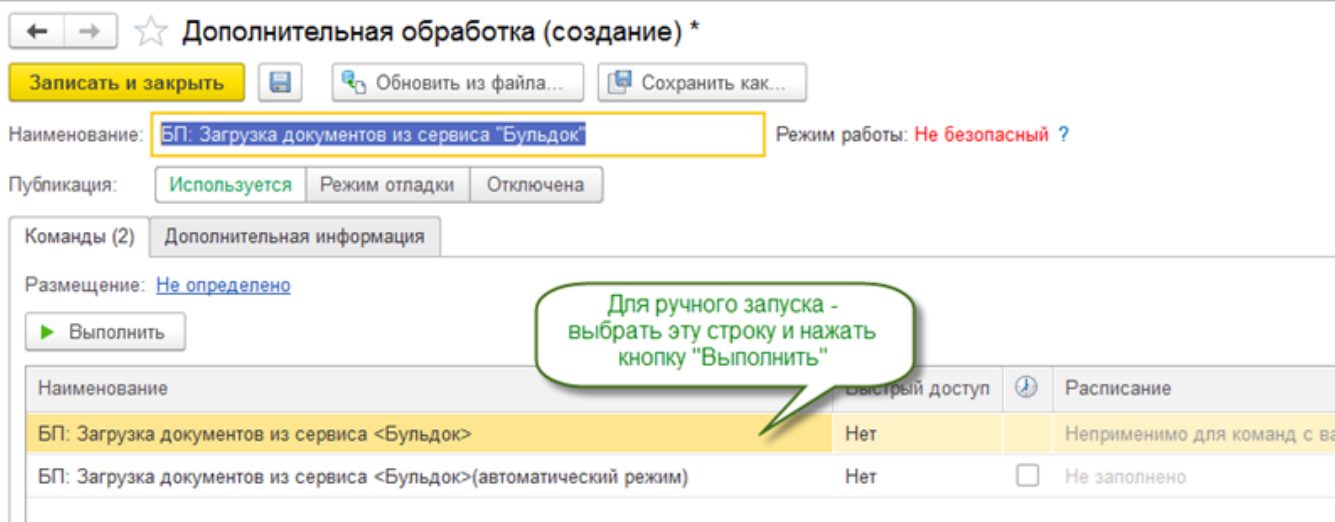 Дополнительная обработка (создание) *
Записать и закрыть Обновить из файла... Сохранить как...
Наименование: БП: Загрузка документов из сервиса "Бульдок" Режим работы: Не безопасный ?
Публикация: Используется Режим отладки Отключена
Команды (2) Дополнительная информация
Размещение: Не определено
Выполнить
Для ручного запуска -
выбрать эту строку и нажать
кнопку "Выполнить"
Наименование Быстрый доступ Расписание
БП: Загрузка документов из сервиса <Бульдок> Нет Неприменимо для команд с ва
БП: Загрузка документов из сервиса <Бульдок>(автоматический режим) Нет Не заполнено